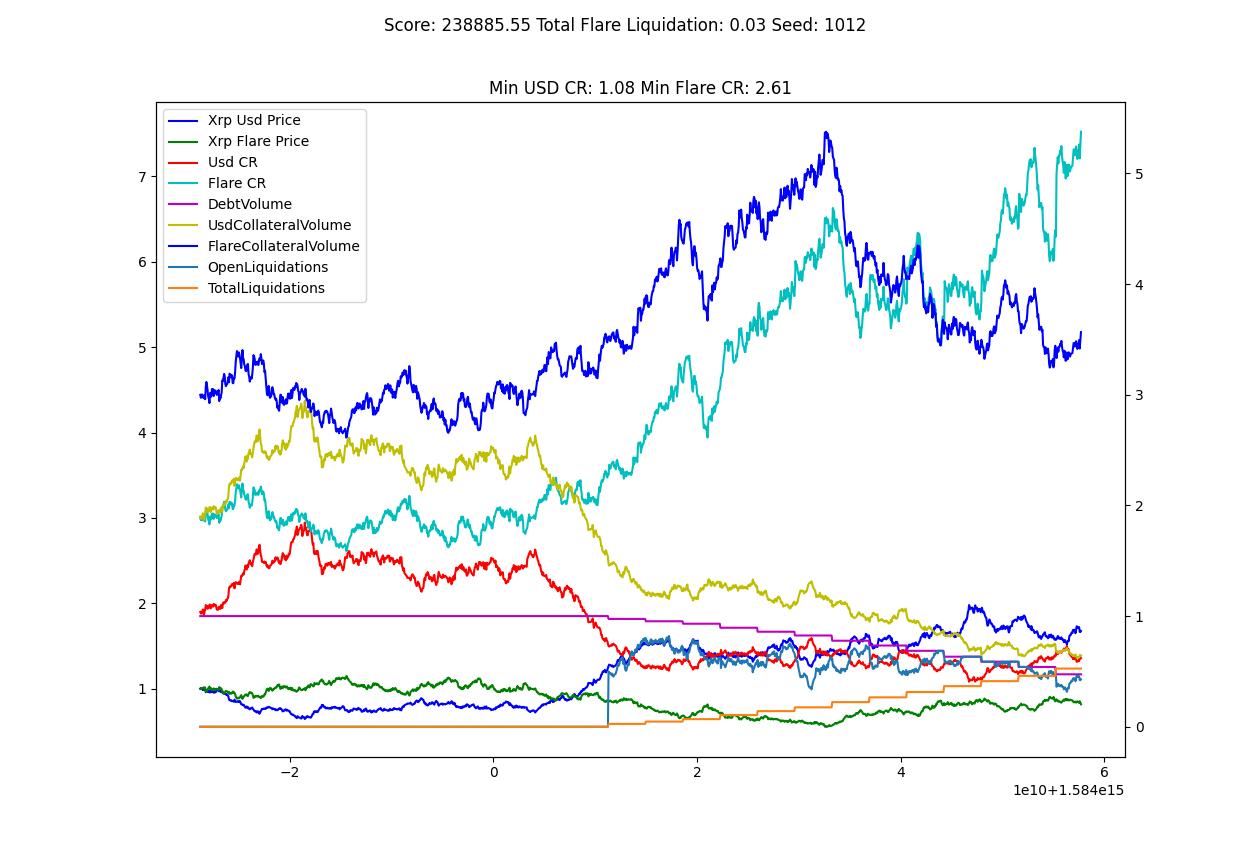 Score: 238885.55 Total Flare Liquidation: 0.03 Seed: 1012
Min USD CR: 1.08 Min Flare CR: 2.61
Xrp Usd Price
Xrp Flare Price
Usd CR
Flare CR
DebtVolume
UsdCollateralVolume
FlareCollateralVolume
OpenLiquidations
TotalLiquidations
7
6
5
4
3
2
1
5
4
3
2
1
0
−2
0
2
4
6
1e10+1.584e15